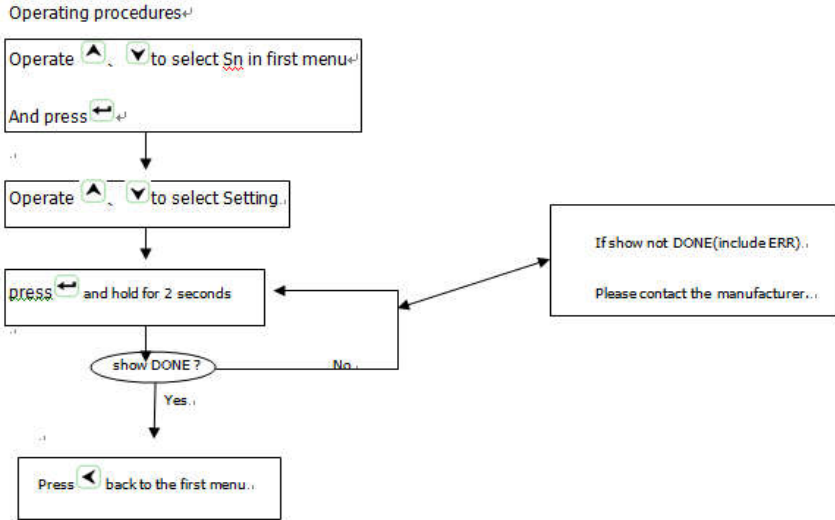 Operating procedures
Operate 、 to select Sn in first menu
And press
Operate 、 to select Setting
press and hold for 2 seconds
show DONE ?
No
Yes
Press back to the first menu
If show not DONE(include ERR)
Please contact the manufacturer.